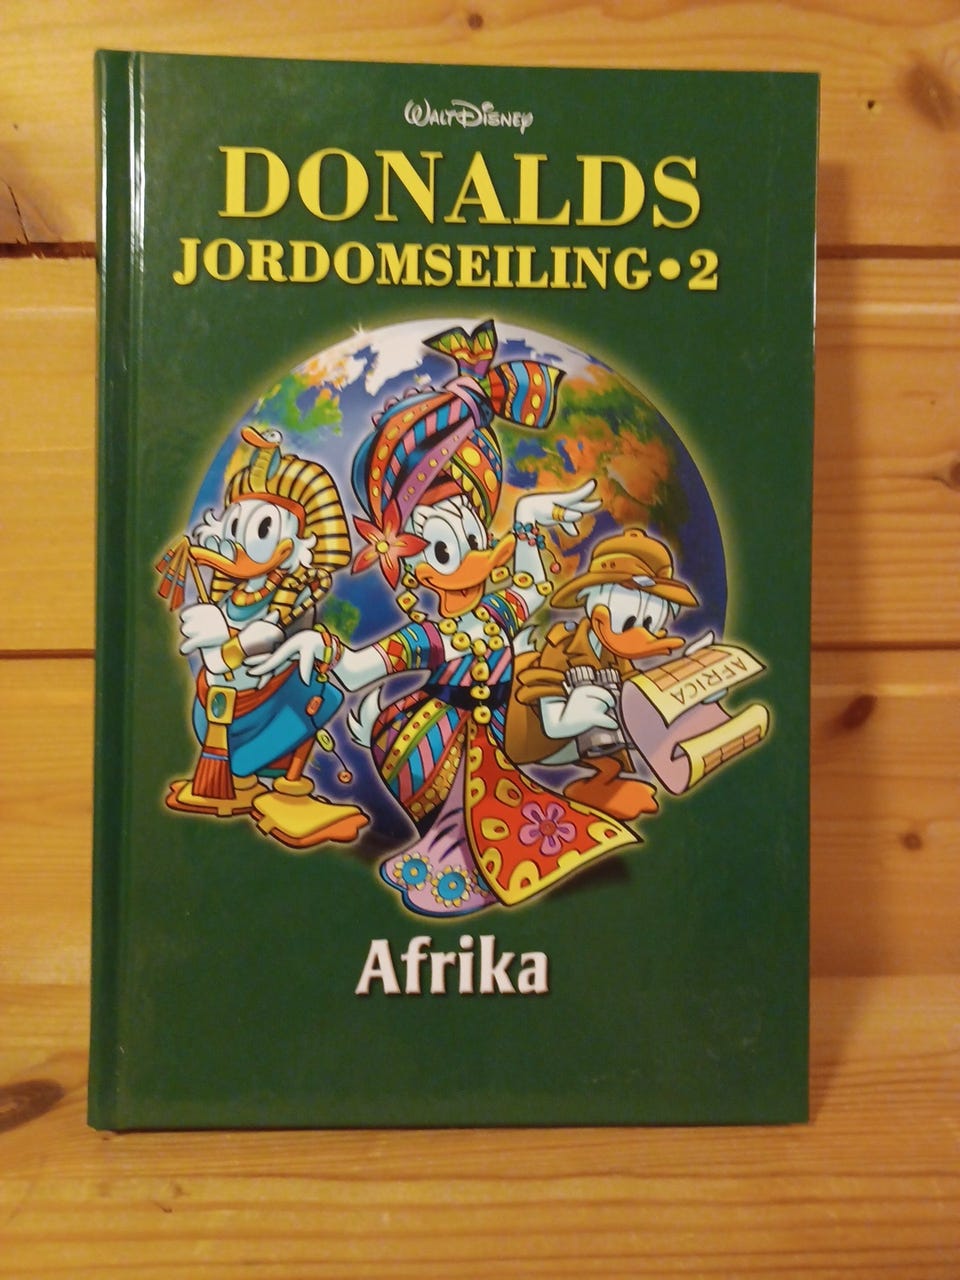 Walt Disney
DONALDS
JORDOMSEILING • 2
AFRICA
Afrika